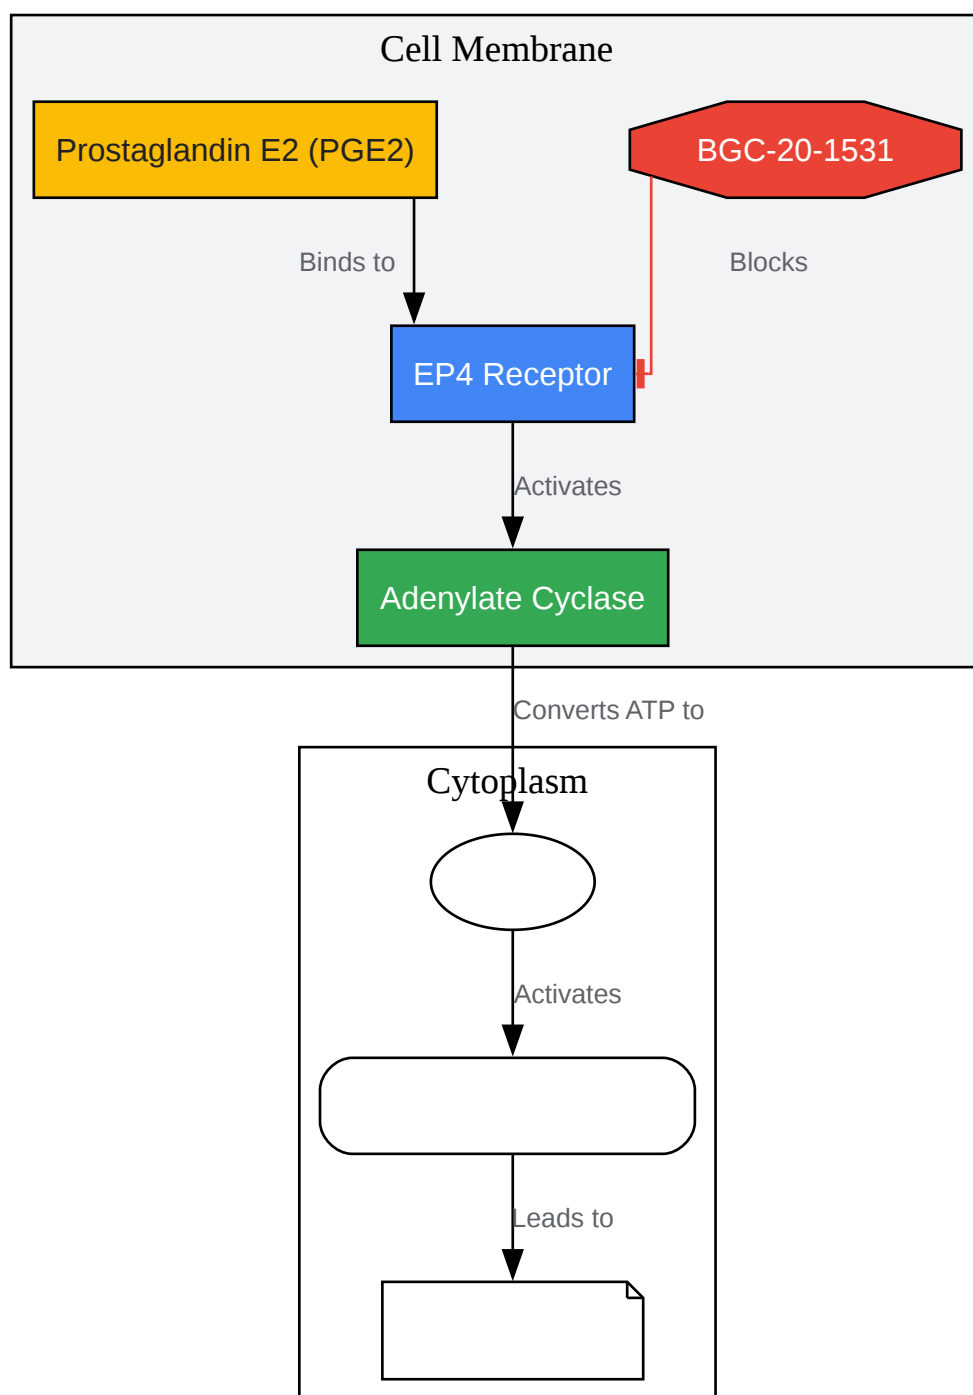 Cell Membrane
Prostaglandin E2 (PGE2)
BGC-20-1531
Binds to
Blocks
EP4 Receptor
Activates
Adenylate Cyclase
Converts ATP to
Cytoplasm
Activates
Leads to